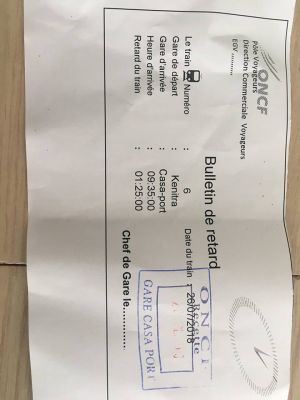 ONCF
pôle Voyageurs
Direction Commerciale Voyageurs
EGV ...........
Bulletin de retard
Le train Numéro : 6 Date du train : 26/07/2018
Gare de départ : Kenitra
Gare d'arrivée : Casa-port
Heure d'arrivée : 09:35:00
Retard du train : 01:25:00
Chef de Gare le.............
ONCF
Recette
GARE CASA PORT